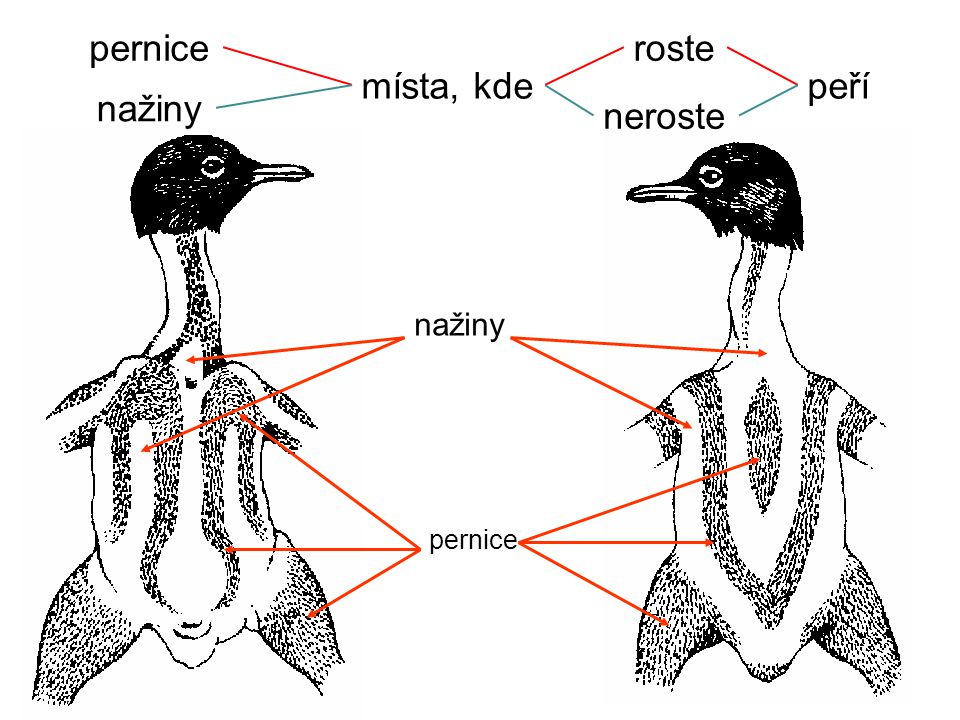 pernice
roste
místa, kde
peří
nažiny
neroste
nažiny
pernice